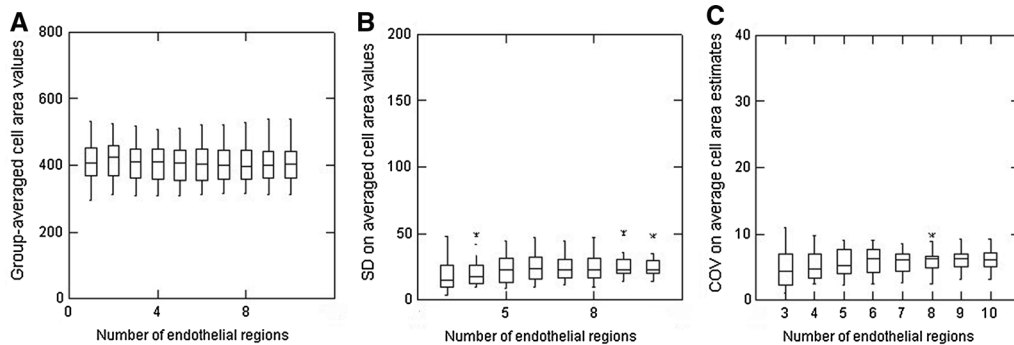 A
Group-averaged cell area values
800
600
400
200
0
0 4 8
Number of endothelial regions
B
SD on averaged cell area values
200
150
100
50
0
5 8
Number of endothelial regions
C
COV on average cell area estimates
40
30
20
10
0
3 4 5 6 7 8 9 10
Number of endothelial regions